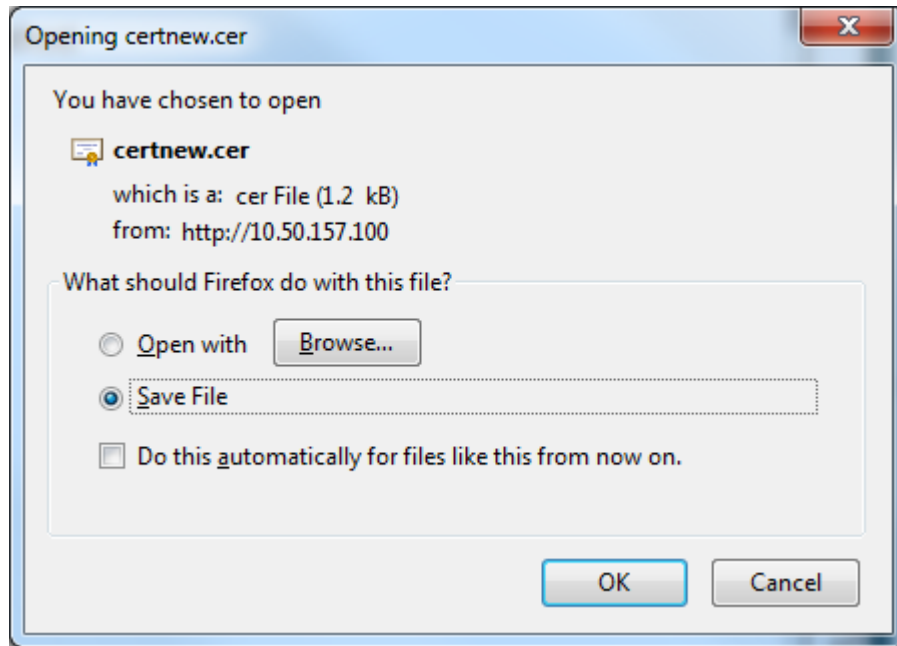 Opening certnew.cer
You have chosen to open
certnew.cer
which is a: cer File (1.2 kB)
from: http://10.50.157.100
What should Firefox do with this file?
Open with Browse...
Save File
Do this automatically for files like this from now on.
OK Cancel